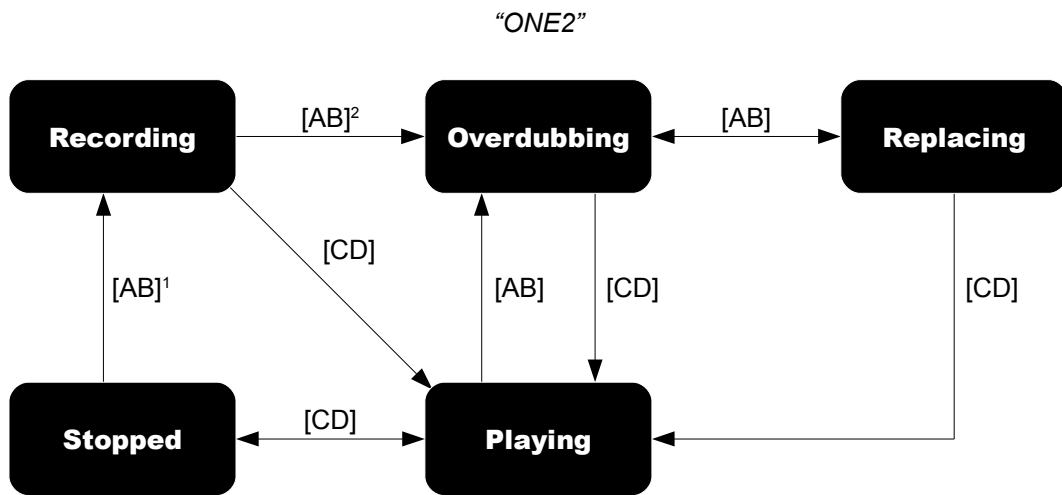 “ONE2”
[AB]²
[AB]
Recording
Overdubbing
Replacing
[CD]
[AB]¹
[AB]
[CD]
[CD]
[CD]
Stopped
Playing